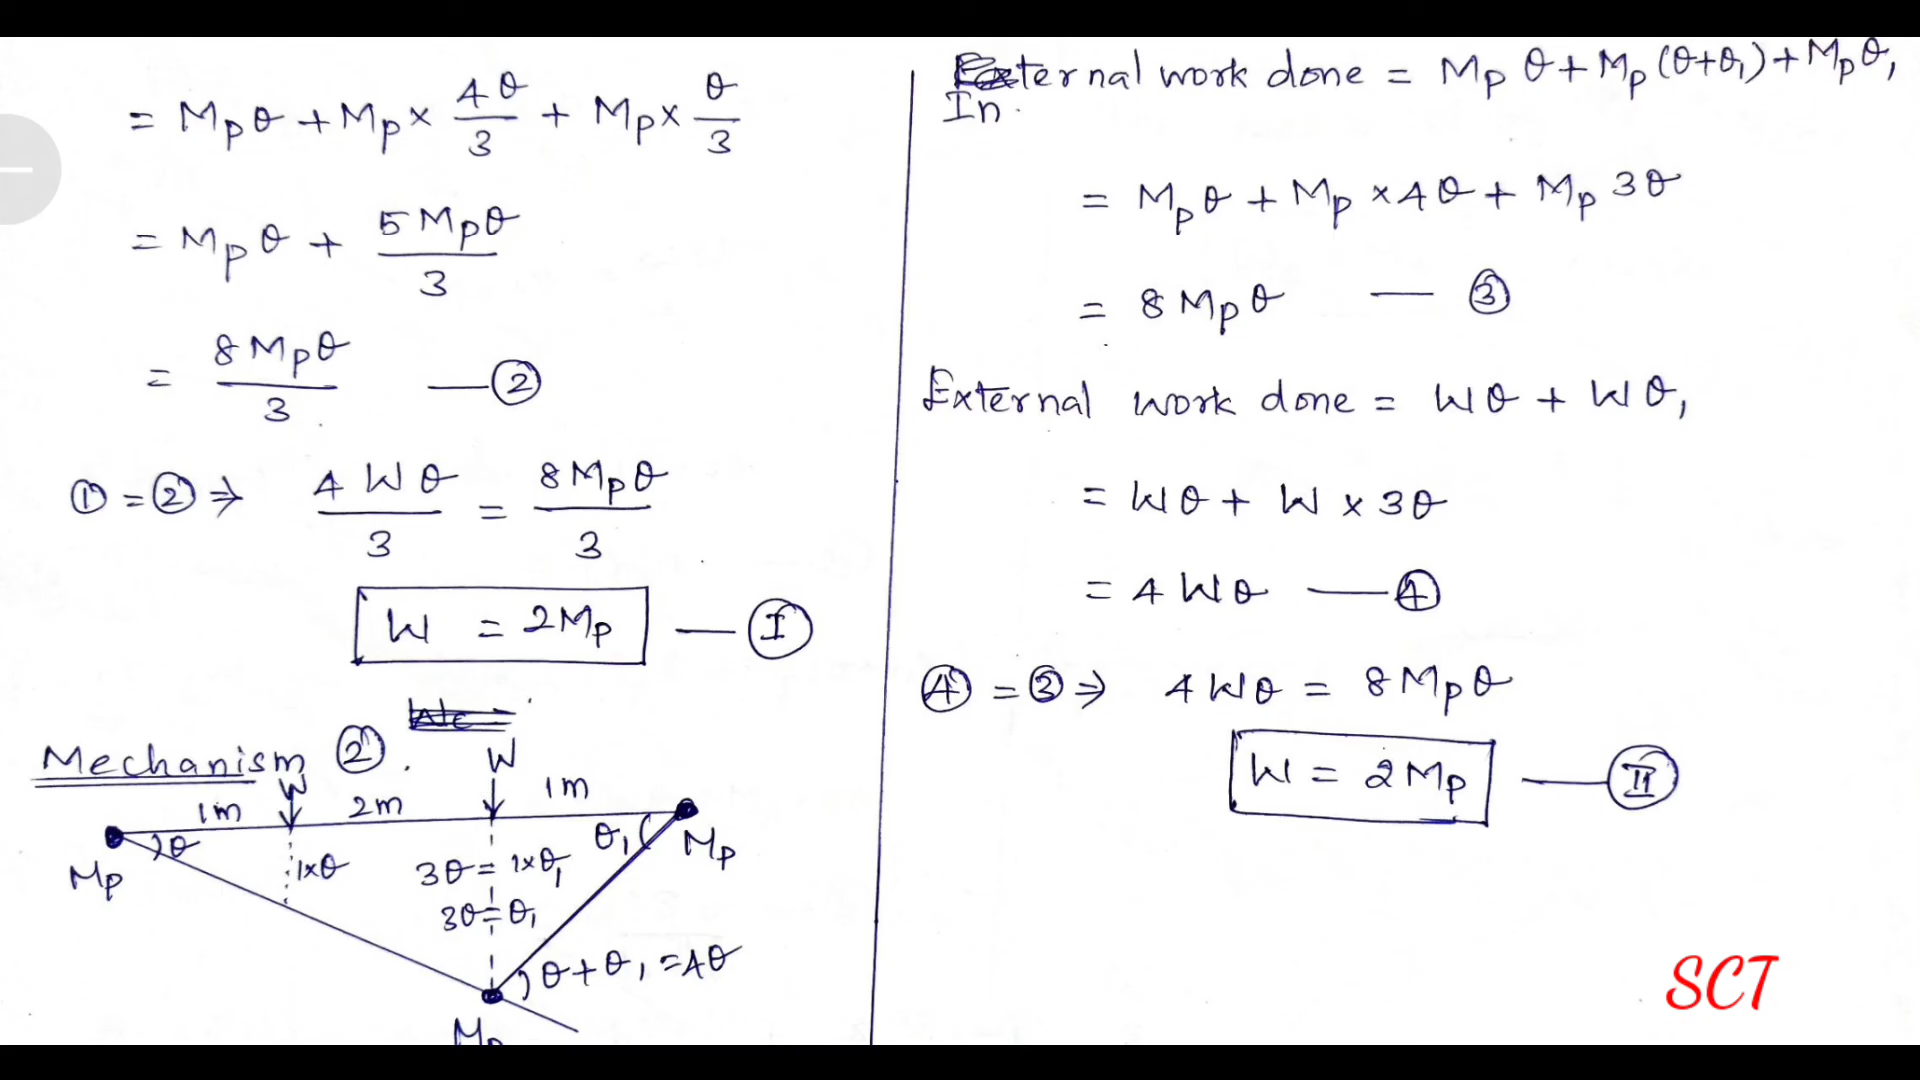 = Mpθ + Mp × 4θ/3 + Mp × θ/3
= Mpθ + 5Mpθ/3
= 8Mpθ/3 — ②
① = ② ⇒ 4Wθ/3 = 8Mpθ/3
W = 2Mp — Ⓘ
Mechanism ② .
W W
1m 2m 1m
θ θ₁
Mp 1×θ 3θ = 1×θ₁ Mp
3θ = θ₁
θ + θ₁ = 4θ
Mp
External work done = Mp θ + Mp (θ+θ₁) + Mpθ₁
In
= Mpθ + Mp × 4θ + Mp 3θ
= 8Mpθ — ③
External work done = Wθ + Wθ₁
= Wθ + W × 3θ
= 4Wθ — ④
④ = ③ ⇒ 4Wθ = 8Mpθ
W = 2Mp — II
SCT